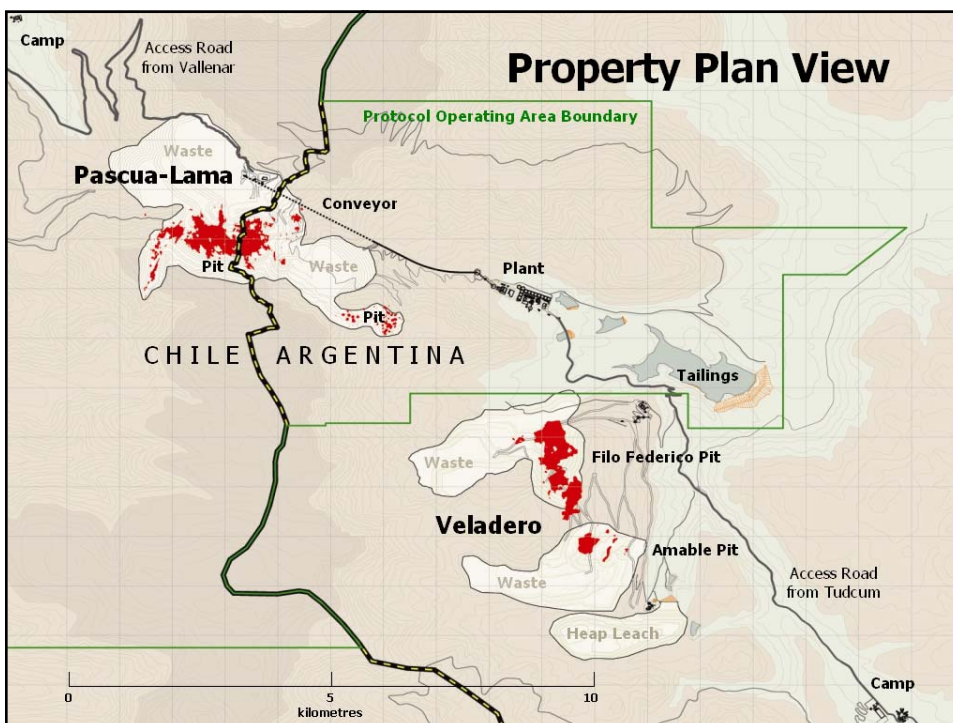 Camp
Access Road
from Vallenar
Property Plan View
Protocol Operating Area Boundary
Waste
Pascua-Lama
Conveyor
Pit
Waste
Plant
Pit
CHILE ARGENTINA
Tailings
Waste
Filo Federico Pit
Veladero
Amable Pit
Waste
Access Road
from Tudcum
Heap Leach
Camp
0 5 10
kilometres